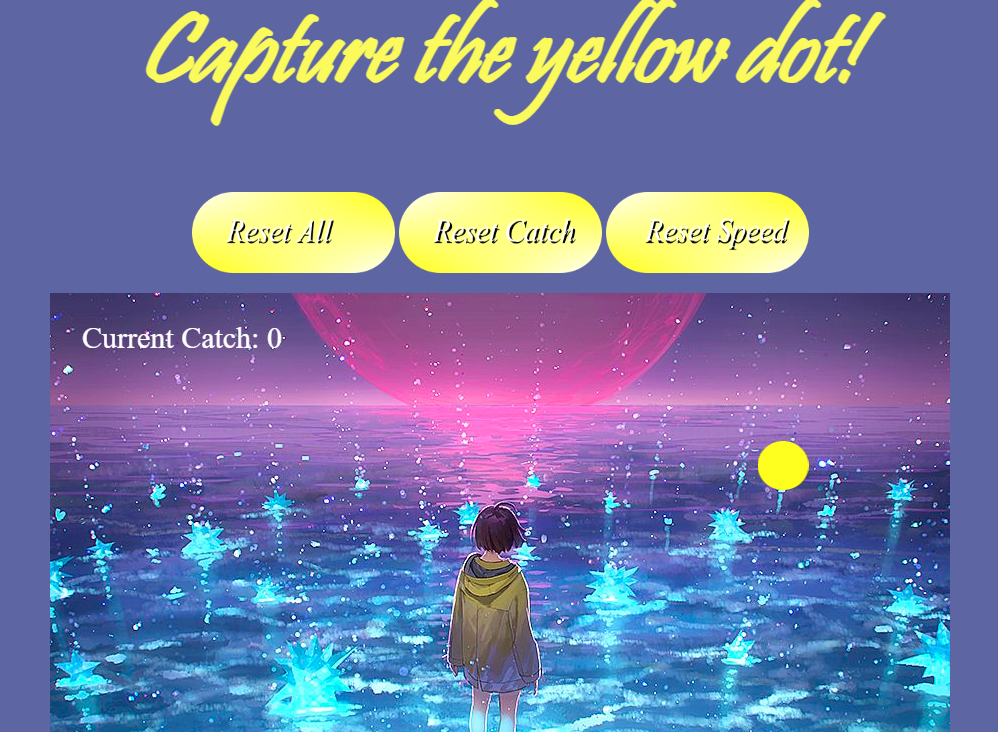 Capture the yellow dot!
Reset All
Reset Catch
Reset Speed
Current Catch: 0